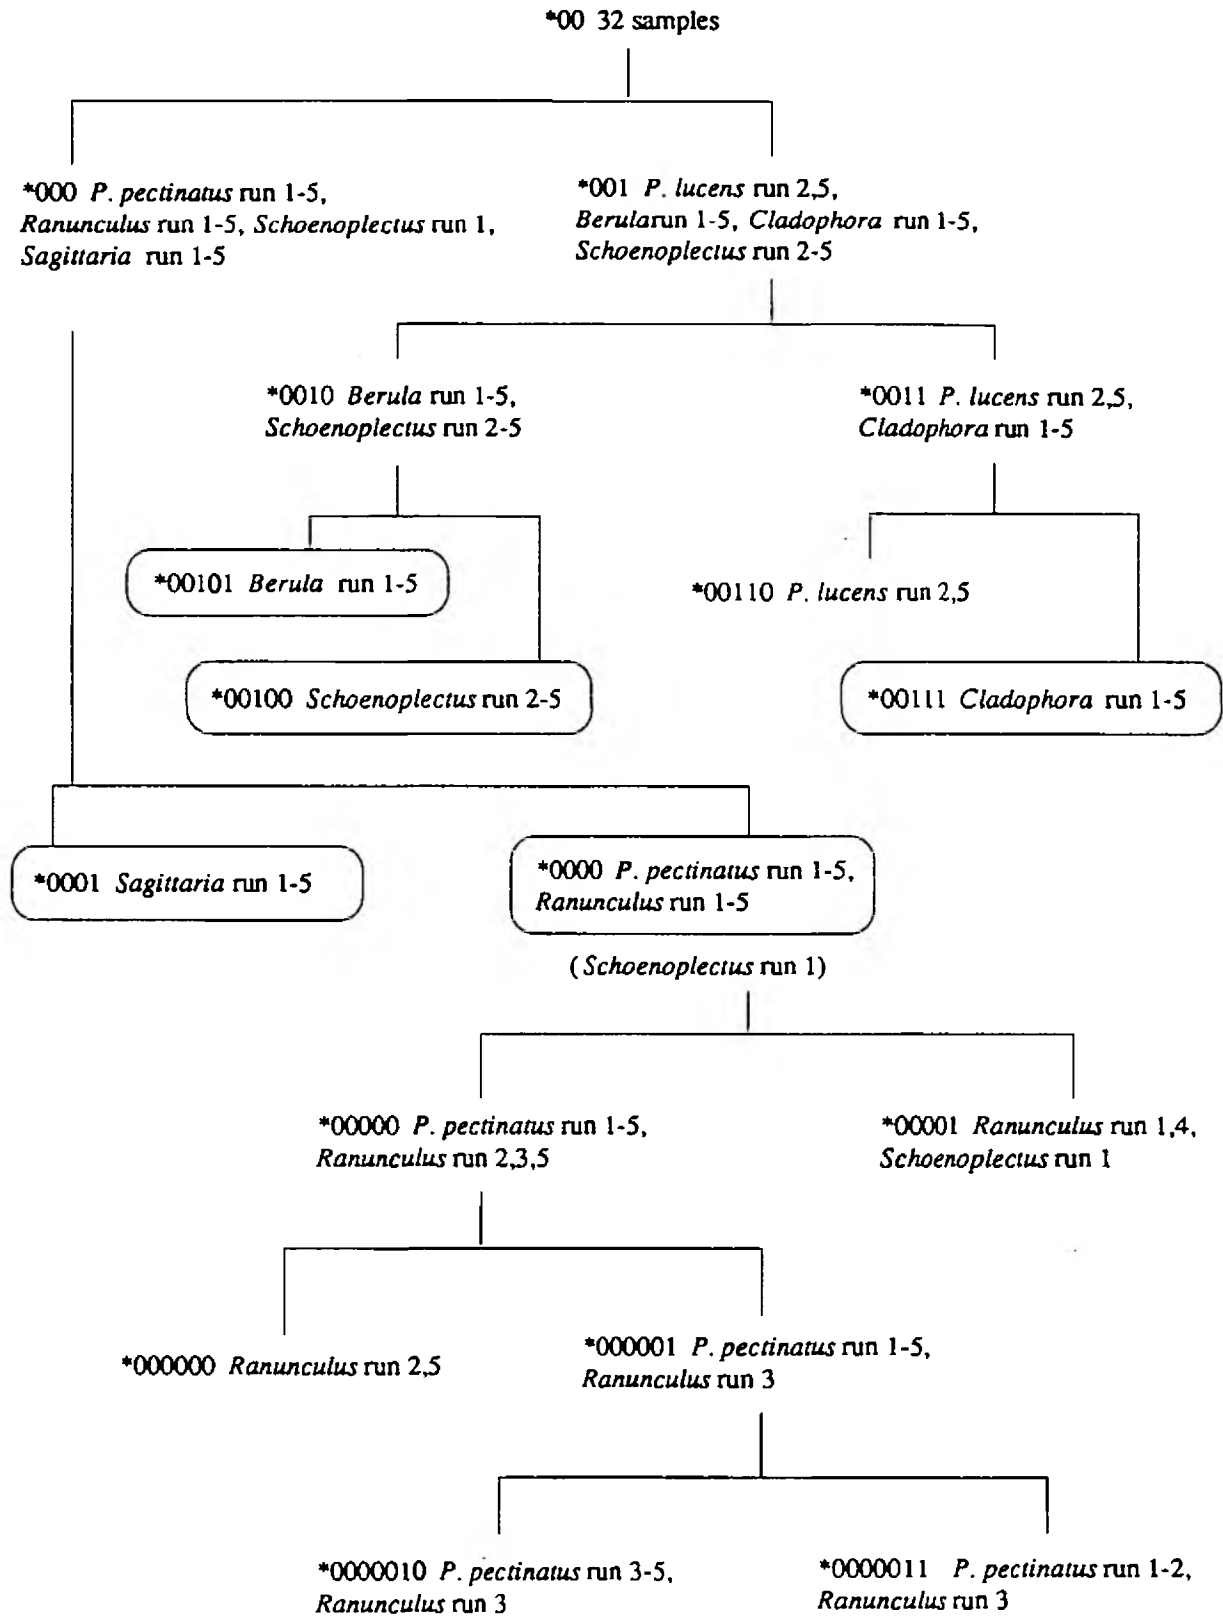 *00 32 samples
*000 P. pectinatus run 1-5,
Ranunculus run 1-5, Schoenoplectus run 1,
Sagittaria run 1-5
*001 P. lucens run 2,5,
Berularun 1-5, Cladophora run 1-5,
Schoenoplectus run 2-5
*0010 Berula run 1-5,
Schoenoplectus run 2-5
*0011 P. lucens run 2,5,
Cladophora run 1-5
*00101 Berula run 1-5
*00110 P. lucens run 2,5
*00100 Schoenoplectus run 2-5
*00111 Cladophora run 1-5
*0001 Sagittaria run 1-5
*0000 P. pectinatus run 1-5,
Ranunculus run 1-5
(Schoenoplectus run 1)
*00000 P. pectinatus run 1-5,
Ranunculus run 2,3,5
*00001 Ranunculus run 1,4,
Schoenoplectus run 1
*000000 Ranunculus run 2,5
*000001 P. pectinatus run 1-5,
Ranunculus run 3
*0000010 P. pectinatus run 3-5,
Ranunculus run 3
*0000011 P. pectinatus run 1-2,
Ranunculus run 3